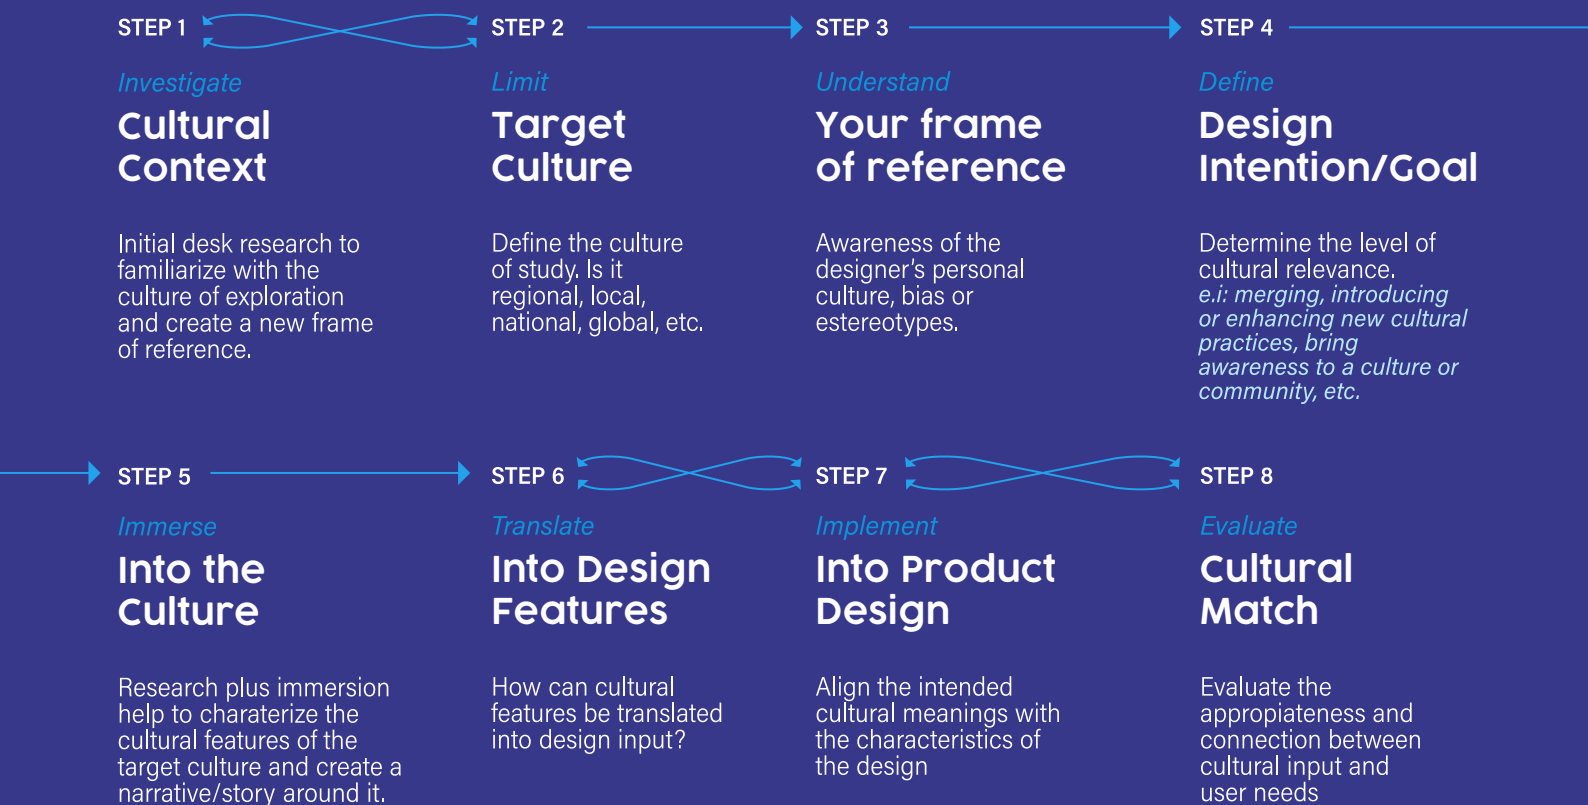 STEP 1
Investigate
Cultural
Context
Initial desk research to
familiarize with the
culture of exploration
and create a new frame
of reference.
STEP 2
Limit
Target
Culture
Define the culture
of study. Is it
regional, local,
national, global, etc.
STEP 3
Understand
Your frame
of reference
Awareness of the
designer's personal
culture, bias or
estereotypes.
STEP 4
Define
Design
Intention/Goal
Determine the level of
cultural relevance.
e.i: merging, introducing
or enhancing new cultural
practices, bring
awareness to a culture or
community, etc.
STEP 5
Immerse
Into the
Culture
Research plus immersion
help to charaterize the
cultural features of the
target culture and create a
narrative/story around it.
STEP 6
Translate
Into Design
Features
How can cultural
features be translated
into design input?
STEP 7
Implement
Into Product
Design
Align the intended
cultural meanings with
the characteristics of
the design
STEP 8
Evaluate
Cultural
Match
Evaluate the
appropiateness and
connection between
cultural input and
user needs